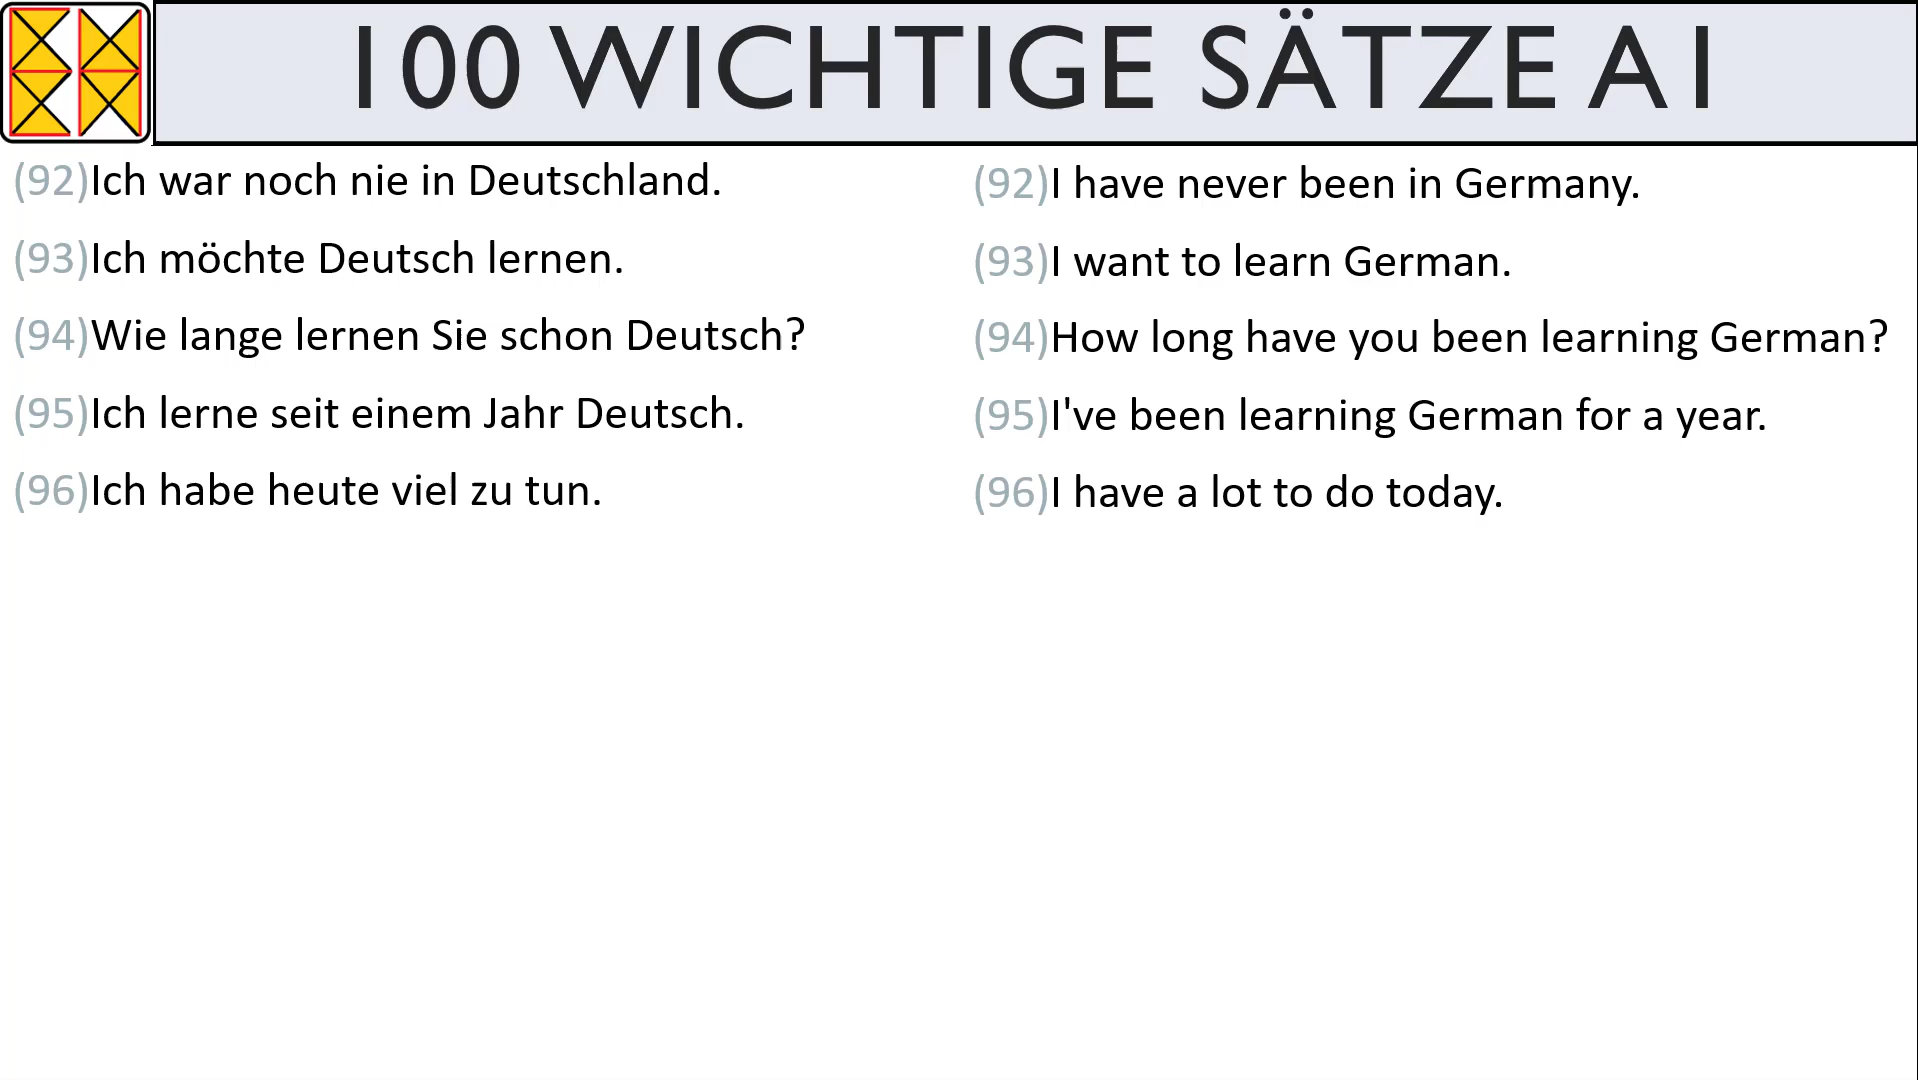 100 WICHTIGE SÄTZE A1
(92)Ich war noch nie in Deutschland.
(93)Ich möchte Deutsch lernen.
(94)Wie lange lernen Sie schon Deutsch?
(95)Ich lerne seit einem Jahr Deutsch.
(96)Ich habe heute viel zu tun.
(92)I have never been in Germany.
(93)I want to learn German.
(94)How long have you been learning German?
(95)I've been learning German for a year.
(96)I have a lot to do today.